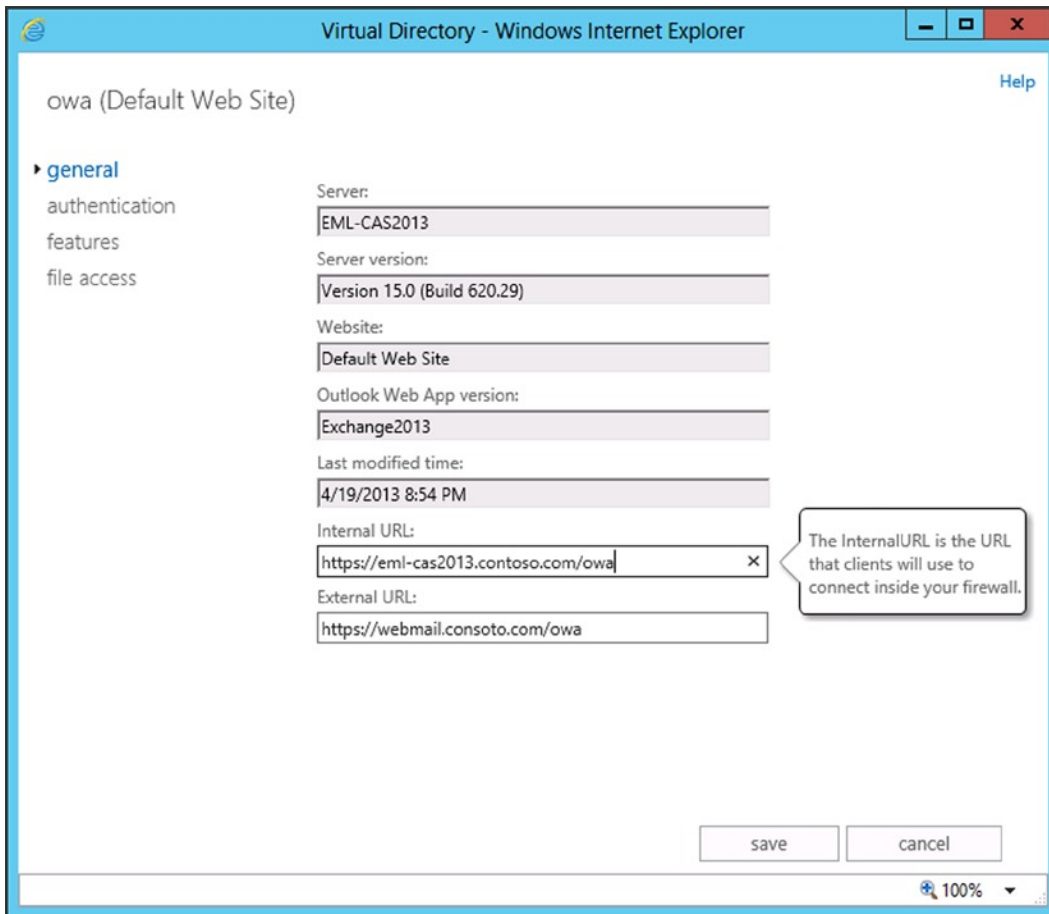 Virtual Directory - Windows Internet Explorer
Help
owa (Default Web Site)
general
authentication
features
file access
Server:
EML-CAS2013
Server version:
Version 15.0 (Build 620.29)
Website:
Default Web Site
Outlook Web App version:
Exchange2013
Last modified time:
4/19/2013 8:54 PM
Internal URL:
https://eml-cas2013.contoso.com/owa
The InternalURL is the URL
that clients will use to
connect inside your firewall.
External URL:
https://webmail.consoto.com/owa
save
cancel
100%